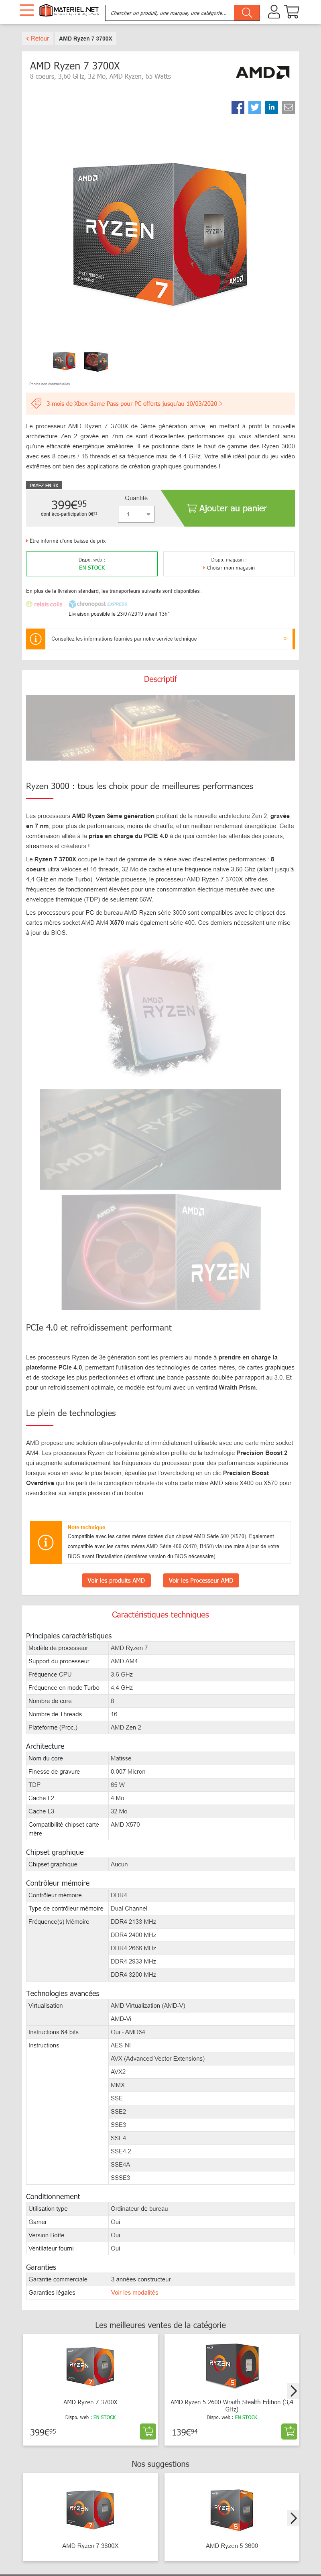 MATERIEL.NET
Informatique & High-Tech
Chercher un produit, une marque, une catégorie...
Retour
AMD Ryzen 7 3700X
AMD Ryzen 7 3700X
8 coeurs, 3,60 GHz, 32 Mo, AMD Ryzen, 65 Watts
AMD
AMD
RYZEN
7
AMD
Photos non contractuelles
3 mois de Xbox Game Pass pour PC offerts jusqu'au 10/03/2020
Le processeur AMD Ryzen 7 3700X de 3éme génération arrive, en mettant à profit la nouvelle
architecture Zen 2, gravée en 7nm ce sont d'excellentes performances qui vous attendent ainsi
qu'une efficacité énergétique améliorée. Il se positionne dans le haut de gamme des Ryzen 3000
avec ses 8 cœurs / 16 threads et sa fréquence max de 4.4 GHz. Votre allié idéal pour du jeu vidéo
extrêmes ou bien des applications de création graphiques gourmandes !
PAYEZ EN 3X
399€95
dont éco-participation 0€13
Quantité
1
Ajouter au panier
Être informé d'une baisse de prix
Dispo. web :
EN STOCK
Dispo. magasin :
Choisir mon magasin
En plus de la livraison standard, les transporteurs suivants sont disponibles :
relais colis
chronopost express
Livraison possible le 23/07/2019 avant 13h*
Consultez les informations fournies par notre service technique
Descriptif
Ryzen 3000 : tous les choix pour de meilleures performances
Les processeurs AMD Ryzen 3éme génération profitent de la nouvelle architecture Zen 2, gravée
en 7 nm, pour plus de performances, moins de chauffe, et un meilleur rendement énergétique. Cette
combinaison alliée à la prise en charge du PCIE 4.0 à de quoi combler les attentes des joueurs,
streamers et créateurs !
Le Ryzen 7 3700X occupe le haut de gamme de la série avec d'excellentes performances : 8
coeurs ultra-véloces et 16 threads, 32 Mo de cache et une fréquence native 3,60 Ghz (allant jusqu'à
4,4 GHz en mode Turbo). Véritable prouesse, le processeur AMD Ryzen 7 3700X offre des
fréquences de fonctionnement élevées pour une consommation électrique mesurée avec une
enveloppe thermique (TDP) de seulement 65W.
Les processeurs pour PC de bureau AMD Ryzen série 3000 sont compatibles avec le chipset des
cartes mères socket AMD AM4 X570 mais également série 400. Ces derniers nécessitent une mise
à jour du BIOS.
AMD
RYZEN
AMD RYZEN
RYZEN
PCIe 4.0 et refroidissement performant
Les processeurs Ryzen de 3e génération sont les premiers au monde à prendre en charge la
plateforme PCIe 4.0, permettant l'utilisation des technologies de cartes mères, de cartes graphiques
et de stockage les plus perfectionnées et offrant une bande passante doublée par rapport au 3.0. Et
pour un refroidissement optimale, ce modèle est fourni avec un ventirad Wraith Prism.
Le plein de technologies
AMD propose une solution ultra-polyvalente et immédiatement utilisable avec une carte mère socket
AM4. Les processeurs Ryzen de troisième génération profite de la technologie Precision Boost 2
qui augmente automatiquement les fréquences du processeur pour des performances supérieures
lorsque vous en avez le plus besoin, épaulée par l'overclocking en un clic Precision Boost
Overdrive qui tire parti de la conception robuste de votre carte mère AMD série X400 ou X570 pour
overclocker sur simple pression d'un bouton.
Note technique
Compatible avec les cartes mères dotées d'un chipset AMD Série 500 (X570). Egalement
compatible avec les cartes mères AMD Série 400 (X470, B450) via une mise à jour de votre
BIOS avant l'installation (dernières version du BIOS nécessaire)
Voir les produits AMD
Voir les Processeur AMD
Caractéristiques techniques
Principales caractéristiques
Modèle de processeur AMD Ryzen 7
Support du processeur AMD AM4
Fréquence CPU 3.6 GHz
Fréquence en mode Turbo 4.4 GHz
Nombre de core 8
Nombre de Threads 16
Plateforme (Proc.) AMD Zen 2
Architecture
Nom du core Matisse
Finesse de gravure 0.007 Micron
TDP 65 W
Cache L2 4 Mo
Cache L3 32 Mo
Compatibilité chipset carte AMD X570
mère
Chipset graphique
Chipset graphique Aucun
Contrôleur mémoire
Contrôleur mémoire DDR4
Type de contrôleur mémoire Dual Channel
Fréquence(s) Mémoire DDR4 2133 MHz
DDR4 2400 MHz
DDR4 2666 MHz
DDR4 2933 MHz
DDR4 3200 MHz
Technologies avancées
Virtualisation AMD Virtualization (AMD-V)
AMD-Vi
Instructions 64 bits Oui - AMD64
Instructions AES-NI
AVX (Advanced Vector Extensions)
AVX2
MMX
SSE
SSE2
SSE3
SSE4
SSE4.2
SSE4A
SSSE3
Conditionnement
Utilisation type Ordinateur de bureau
Gamer Oui
Version Boîte Oui
Ventilateur fourni Oui
Garanties
Garantie commerciale 3 années constructeur
Garanties légales Voir les modalités
Les meilleures ventes de la catégorie
RYZEN
7
AMD Ryzen 7 3700X
Dispo. web : EN STOCK
399€95
RYZEN
5
AMD Ryzen 5 2600 Wraith Stealth Edition (3,4
GHz)
Dispo. web : EN STOCK
139€94
Nos suggestions
RYZEN
7
AMD Ryzen 7 3800X
RYZEN
5
AMD Ryzen 5 3600